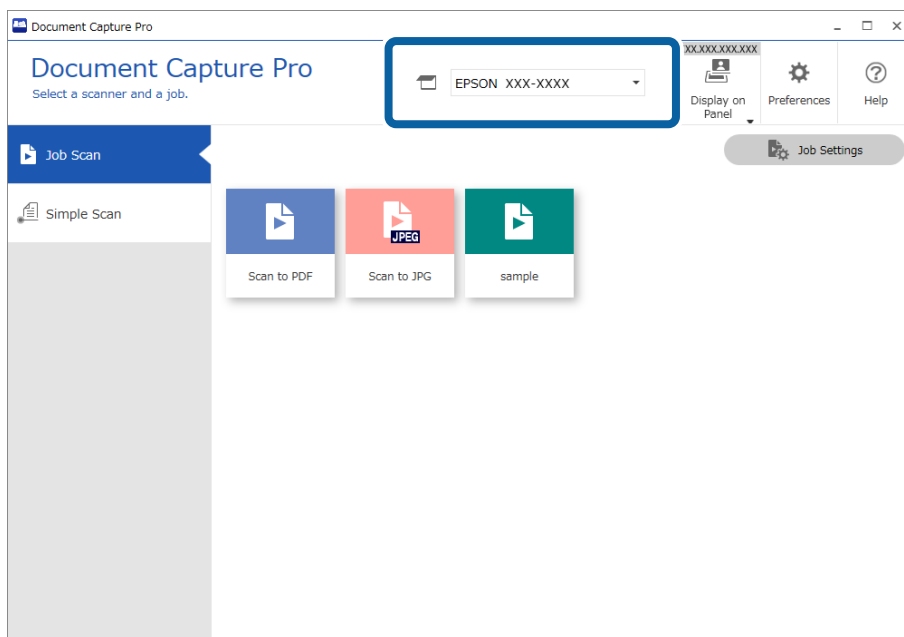 Document Capture Pro
Document Capture Pro
Select a scanner and a job.
EPSON XXX-XXXX
XX.XXX.XXX.XXX
Display on
Panel
Preferences
Help
Job Scan
Job Settings
Simple Scan
JPEG
Scan to PDF
Scan to JPG
sample